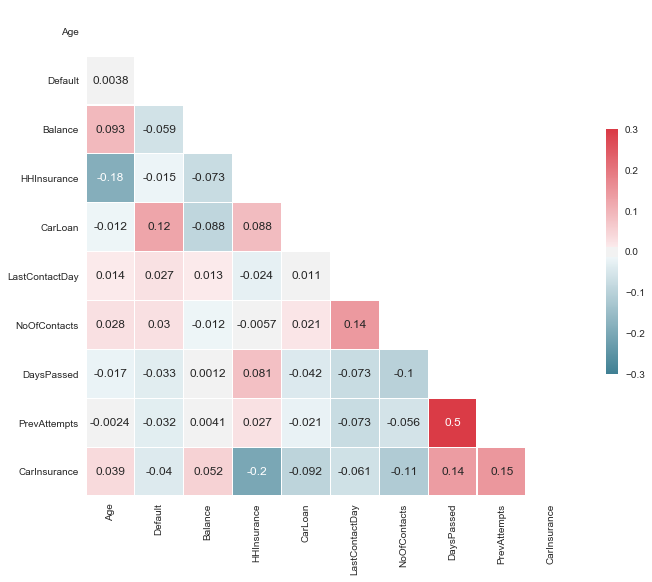 Age
Default 0.0038
Balance 0.093 -0.059
0.3
HHInsurance -0.18 -0.015 -0.073
0.2
CarLoan -0.012 0.12 -0.088 0.088
0.1
LastContactDay 0.014 0.027 0.013 -0.024 0.011
0.0
NoOfContacts 0.028 0.03 -0.012 -0.0057 0.021 0.14
−0.1
−0.2
DaysPassed -0.017 -0.033 0.0012 0.081 -0.042 -0.073 -0.1
−0.3
PrevAttempts -0.0024 -0.032 0.0041 0.027 -0.021 -0.073 -0.056 0.5
CarInsurance 0.039 -0.04 0.052 -0.2 -0.092 -0.061 -0.11 0.14 0.15
Age
Default
Balance
HHInsurance
CarLoan
LastContactDay
NoOfContacts
DaysPassed
PrevAttempts
CarInsurance